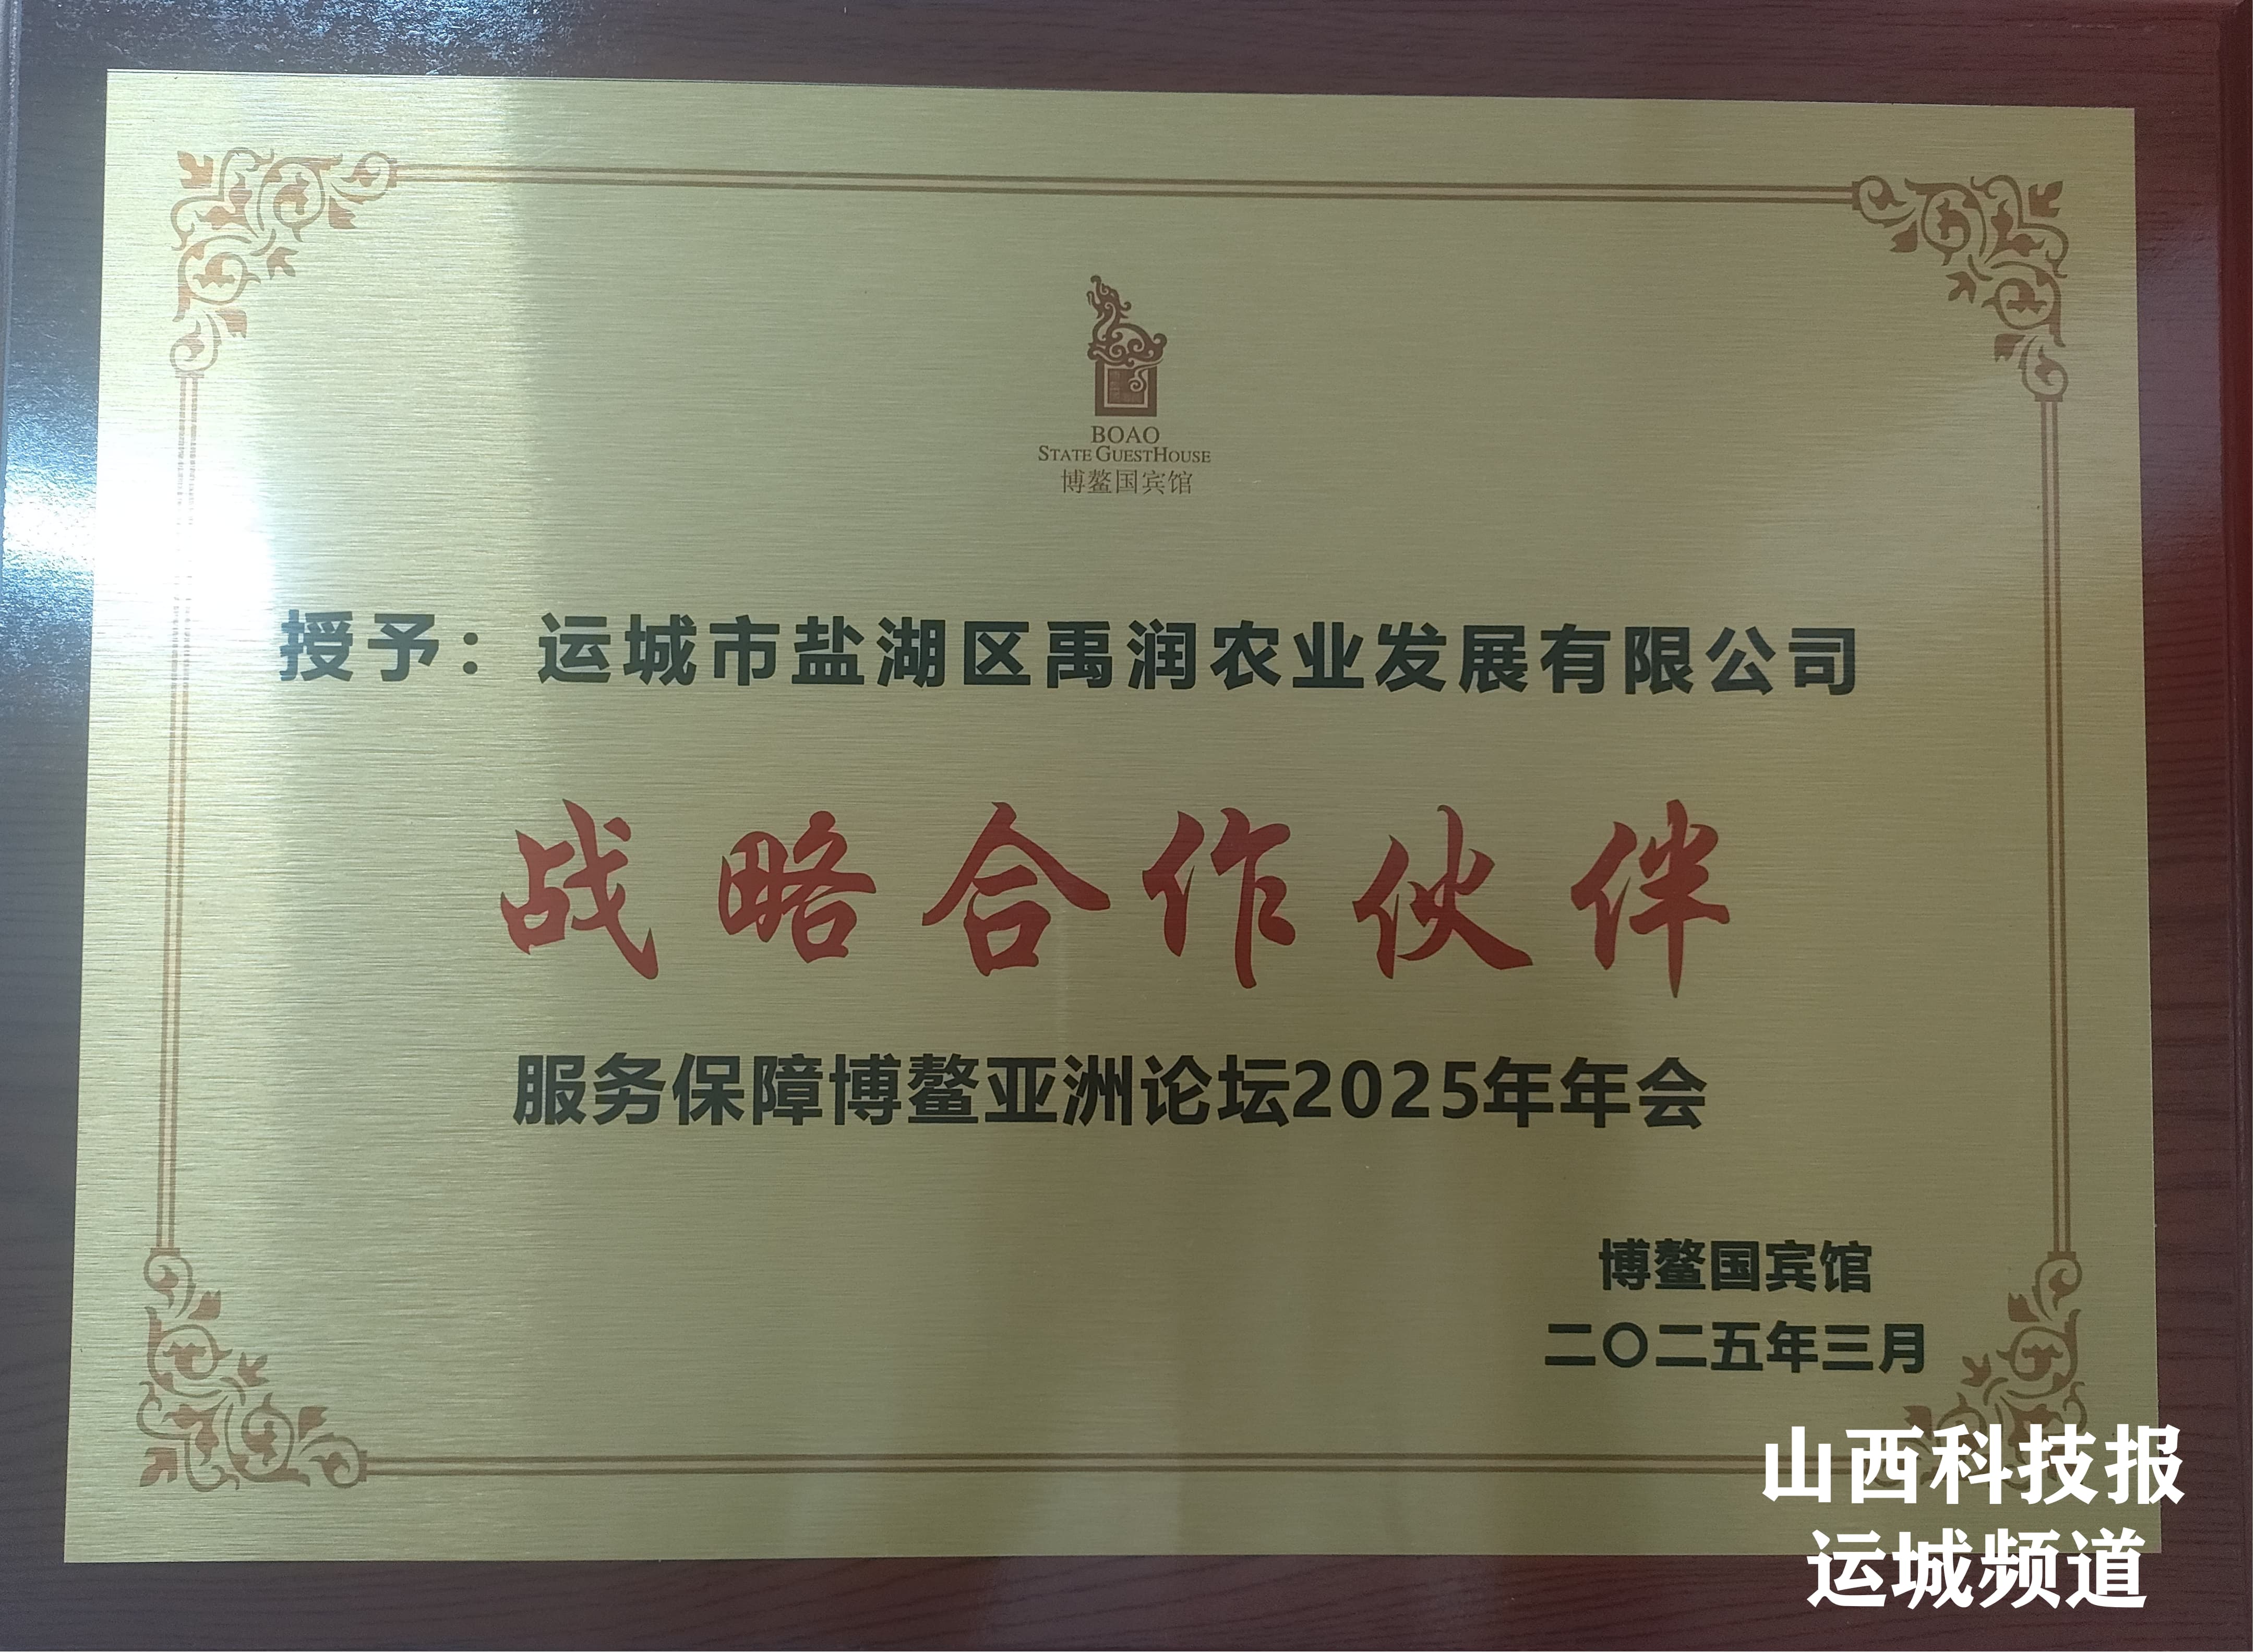 BOAO
STATE GUESTHOUSE
博鳌国宾馆
授予：运城市盐湖区禹润农业发展有限公司
战略合作伙伴
服务保障博鳌亚洲论坛2025年年会
博鳌国宾馆
二〇二五年三月
山西科技报
运城频道